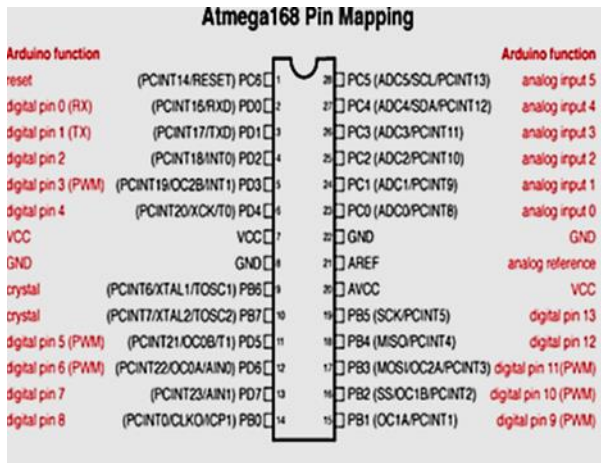 Atmega168 Pin Mapping
Arduino function Arduino function
reset (PCINT14/RESET) PC6 1 28 PC5 (ADC5/SCL/PCINT13) analog input 5
digital pin 0 (RX) (PCINT16/RXD) PD0 2 27 PC4 (ADC4/SDA/PCINT12) analog input 4
digital pin 1 (TX) (PCINT17/TXD) PD1 3 26 PC3 (ADC3/PCINT11) analog input 3
digital pin 2 (PCINT18/INT0) PD2 4 25 PC2 (ADC2/PCINT10) analog input 2
digital pin 3 (PWM) (PCINT19/OC2B/INT1) PD3 5 24 PC1 (ADC1/PCINT9) analog input 1
digital pin 4 (PCINT20/XCK/T0) PD4 6 23 PC0 (ADC0/PCINT8) analog input 0
VCC VCC 7 22 GND GND
GND GND 8 21 AREF analog reference
crystal (PCINT6/XTAL1/TOSC1) PB6 9 20 AVCC VCC
crystal (PCINT7/XTAL2/TOSC2) PB7 10 19 PB5 (SCK/PCINT5) digital pin 13
digital pin 5 (PWM) (PCINT21/OC0B/T1) PD5 11 18 PB4 (MISO/PCINT4) digital pin 12
digital pin 6 (PWM) (PCINT22/OC0A/AIN0) PD6 12 17 PB3 (MOSI/OC2A/PCINT3) digital pin 11(PWM)
digital pin 7 (PCINT23/AIN1) PD7 13 16 PB2 (SS/OC1B/PCINT2) digital pin 10 (PWM)
digital pin 8 (PCINT0/CLKO/ICP1) PB0 14 15 PB1 (OC1A/PCINT1) digital pin 9 (PWM)